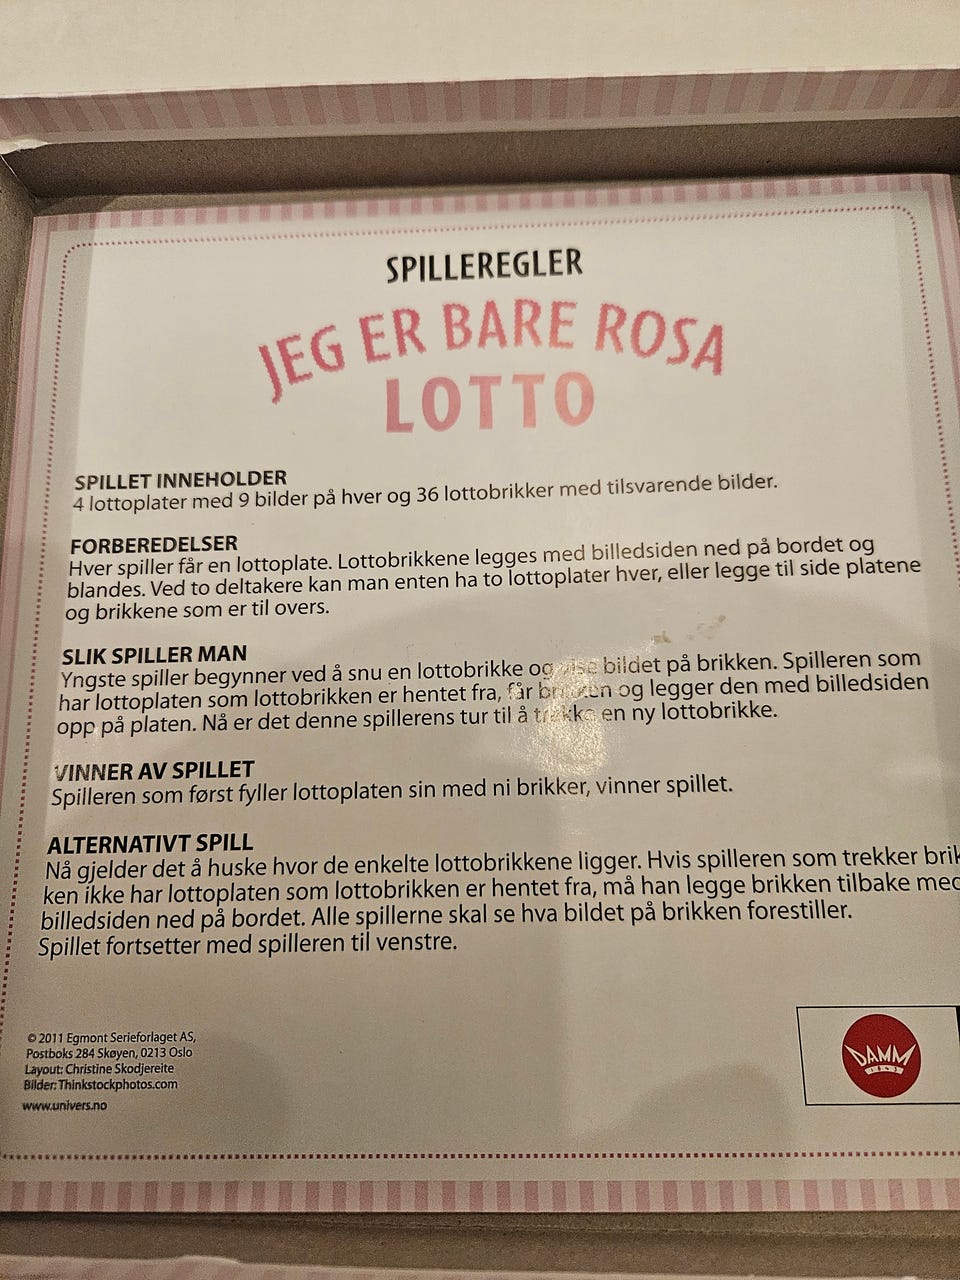 SPILLEREGLER
JEG ER BARE ROSA
LOTTO
SPILLET INNEHOLDER
4 lottoplater med 9 bilder på hver og 36 lottobrikker med tilsvarende bilder.
FORBEREDELSER
Hver spiller får en lottoplate. Lottobrikkene legges med billedsiden ned på bordet og
blandes. Ved to deltakere kan man enten ha to lottoplater hver, eller legge til side platene
og brikkene som er til overs.
SLIK SPILLER MAN
Yngste spiller begynner ved å snu en lottobrikke og vise bildet på brikken. Spilleren som
har lottoplaten som lottobrikken er hentet fra, får brikken og legger den med billedsiden
opp på platen. Nå er det denne spillerens tur til å trekke en ny lottobrikke.
VINNER AV SPILLET
Spilleren som først fyller lottoplaten sin med ni brikker, vinner spillet.
ALTERNATIVT SPILL
Nå gjelder det å huske hvor de enkelte lottobrikkene ligger. Hvis spilleren som trekker brik
ken ikke har lottoplaten som lottobrikken er hentet fra, må han legge brikken tilbake med
billedsiden ned på bordet. Alle spillerne skal se hva bildet på brikken forestiller.
Spillet fortsetter med spilleren til venstre.
© 2011 Egmont Serieforlaget AS,
Postboks 284 Skøyen, 0213 Oslo
Layout: Christine Skodjereite
Bilder: Thinkstockphotos.com
www.univers.no
DAMM
1843